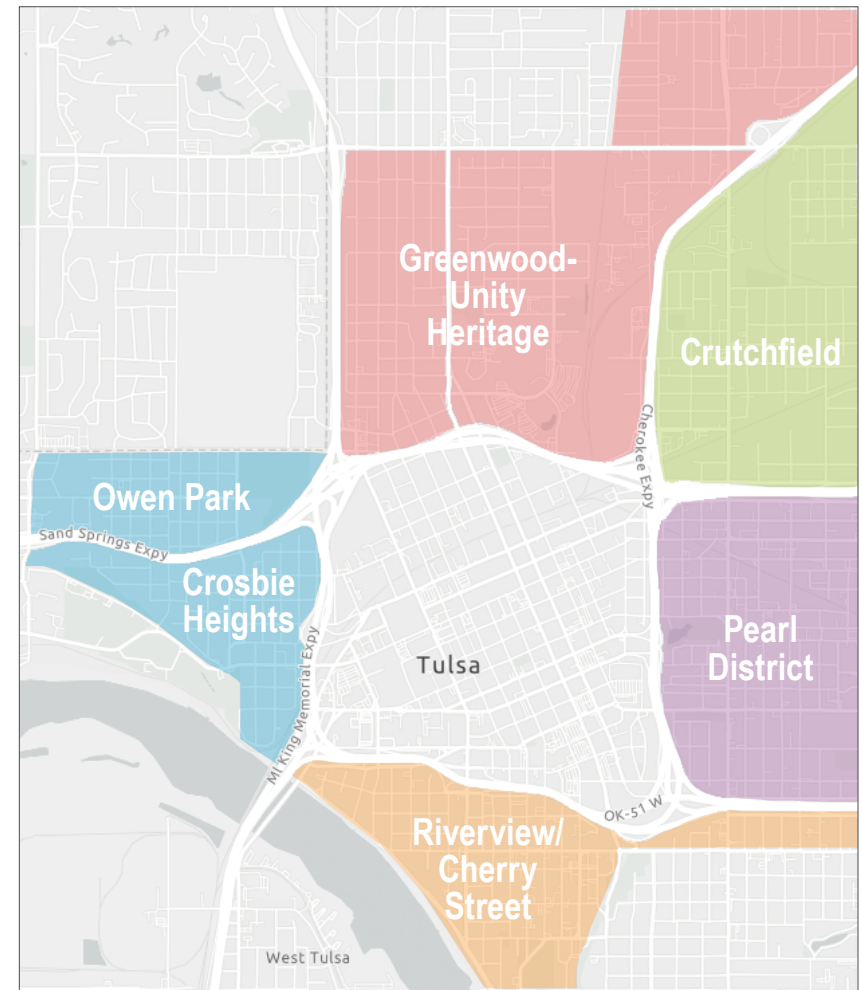 Greenwood-
Unity
Heritage
Crutchfield
Cherokee Expy
Owen Park
Sand Springs Expy
Crosbie
Heights
Pearl
District
Tulsa
Ml King Memorial Expy
OK-51 W
Riverview/
Cherry
Street
West Tulsa